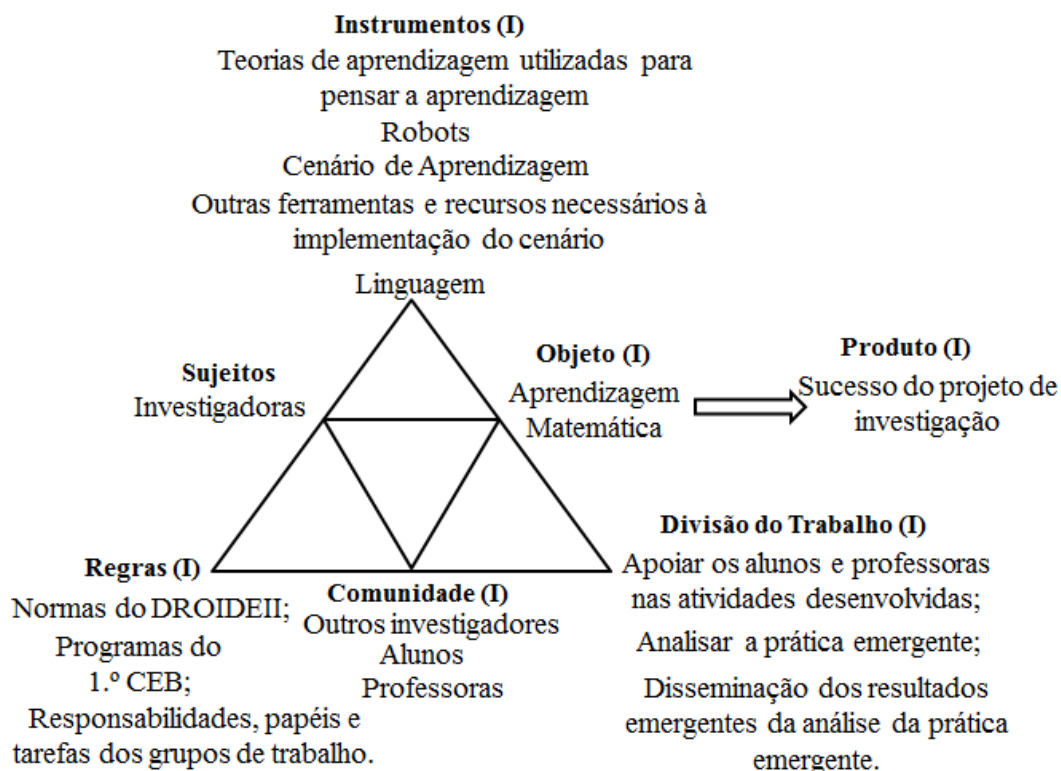 Instrumentos (I)
Teorias de aprendizagem utilizadas para
pensar a aprendizagem
Robots
Cenário de Aprendizagem
Outras ferramentas e recursos necessários à
implementação do cenário
Linguagem
Sujeitos
Investigadoras
Objeto (I)
Aprendizagem
Matemática
Produto (I)
Sucesso do projeto de
investigação
Regras (I)
Normas do DROIDEII;
Programas do
1.º CEB;
Responsabilidades, papéis e
tarefas dos grupos de trabalho.
Comunidade (I)
Outros investigadores
Alunos
Professoras
Divisão do Trabalho (I)
Apoiar os alunos e professoras
nas atividades desenvolvidas;
Analisar a prática emergente;
Disseminação dos resultados
emergentes da análise da prática
emergente.